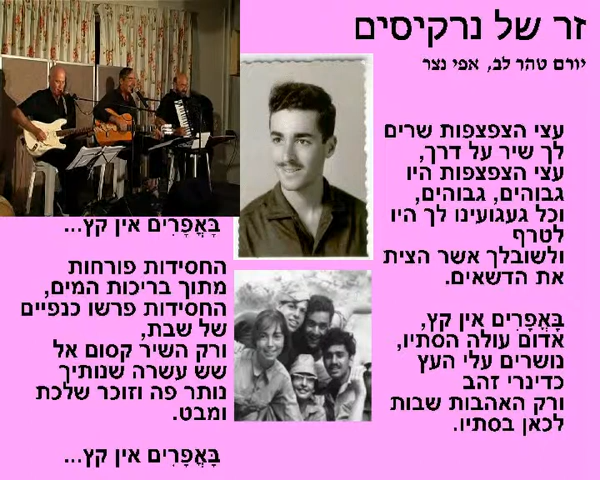 זר של נרקיסים
יורם טהר לב, אפי נצר
עצי הצפצפות שרים
לך שיר על דרך,
עצי הצפצפות היו
גבוהים, גבוהים,
וכל געגועינו לך היו
לטרף
ולשובלך אשר הצית
את הדשאים.
בָּאֲפָרִים אין קץ,
אדום עולה הסתיו,
נושרים עלי העץ
כדינרי זהב
ורק האהבות שבות
לכאן בסתיו.
בָּאֲפָרִים אין קץ...
החסידות פורחות
מתוך בריכות המים,
החסידות פרשו כנפיים
של שבת,
ורק השיר קסום אל
שש עשרה שנותיך
נותר פה וזוכר שלכת
ומבט.
בָּאֲפָרִים אין קץ...